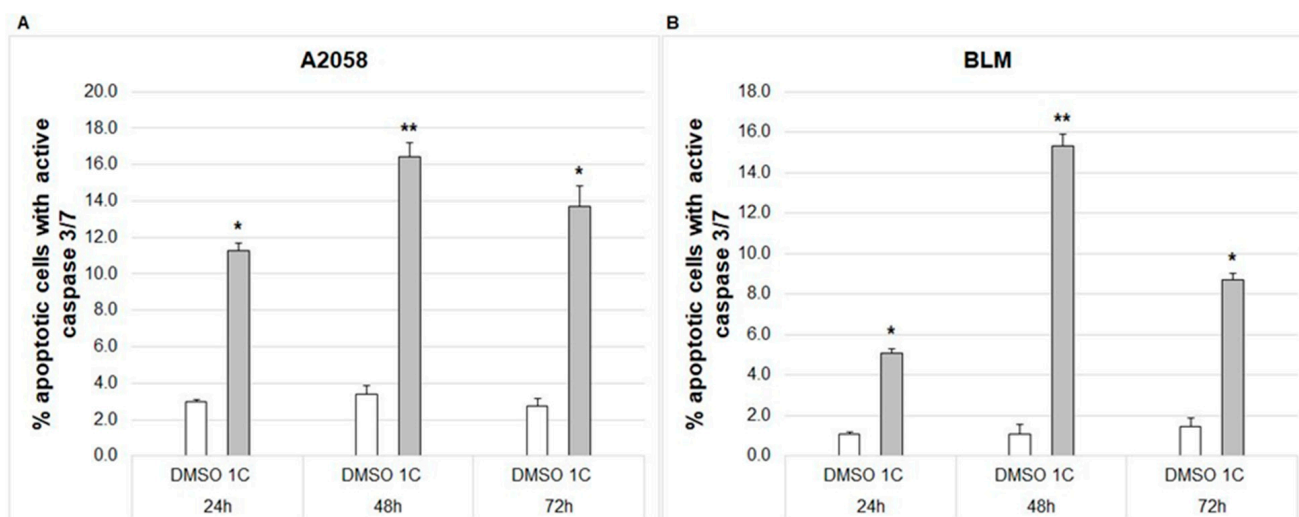 A
A2058
% apoptotic cells with active
caspase 3/7
20.0
18.0
16.0
14.0
12.0
10.0
8.0
6.0
4.0
2.0
0.0
*
**
*
DMSO 1C
DMSO 1C
DMSO 1C
24h
48h
72h
B
BLM
% apoptotic cells with active
caspase 3/7
18.0
16.0
14.0
12.0
10.0
8.0
6.0
4.0
2.0
0.0
*
**
*
DMSO 1C
DMSO 1C
DMSO 1C
24h
48h
72h